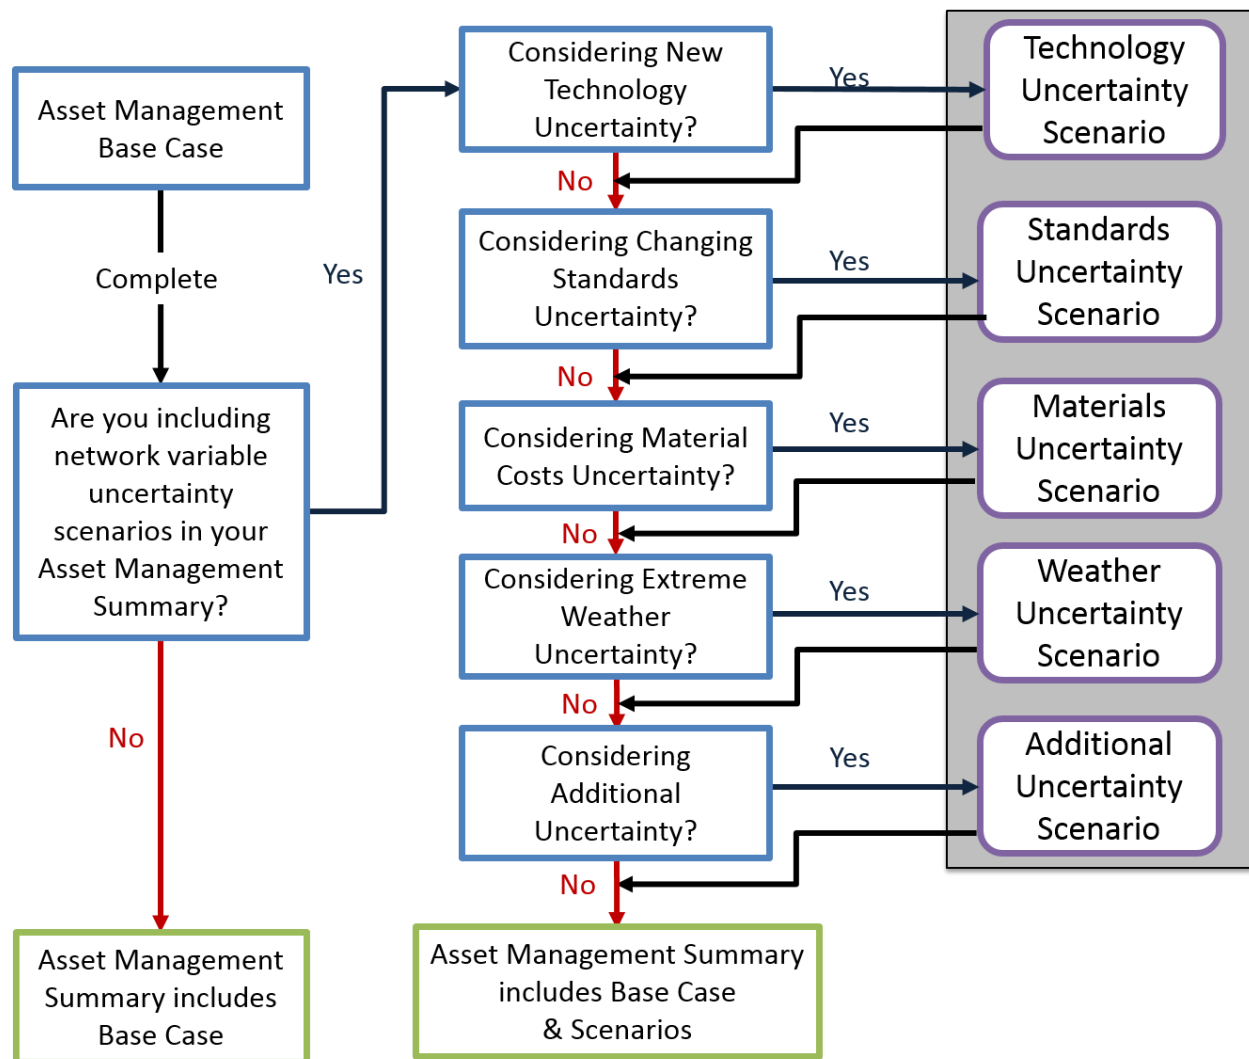 Asset Management
Base Case
Complete
Are you including
network variable
uncertainty
scenarios in your
Asset Management
Summary?
No
Asset Management
Summary includes
Base Case
Yes
Considering New
Technology
Uncertainty?
Yes
No
Technology
Uncertainty
Scenario
Considering Changing
Standards
Uncertainty?
Yes
No
Standards
Uncertainty
Scenario
Considering Material
Costs Uncertainty?
Yes
No
Materials
Uncertainty
Scenario
Considering Extreme
Weather
Uncertainty?
Yes
No
Weather
Uncertainty
Scenario
Considering
Additional
Uncertainty?
Yes
No
Additional
Uncertainty
Scenario
Asset Management Summary
includes Base Case
& Scenarios